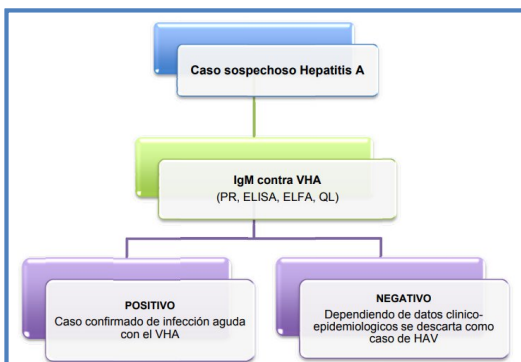 Caso sospechoso Hepatitis A
IgM contra VHA
(PR, ELISA, ELFA, QL)
POSITIVO
Caso confirmado de infección aguda
con el VHA
NEGATIVO
Dependiendo de datos clinico-
epidemiologicos se descarta como
caso de HAV